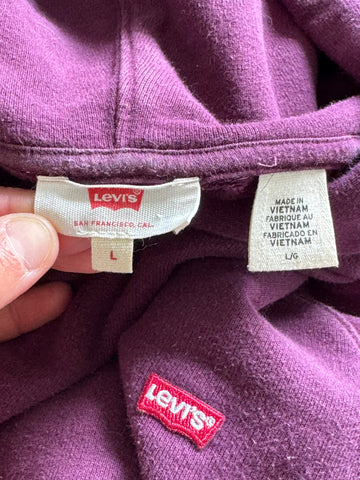 LEVI'S
SAN FRANCISCO, CAL.
L
MADE IN
VIETNAM
FABRIQUE AU
VIETNAM
FABRICADO EN
VIETNAM
L/G
LEVI'S®